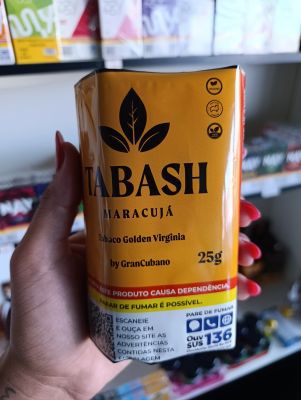 TABASH
MARACUJÁ
Tabaco Golden Virginia
by GranCubano
25g
PRODUTO CAUSA DEPENDÊNCIA
PARAR DE FUMAR É POSSÍVEL.
ESCANEIE
E OUÇA EM
NOSSO SITE AS
ADVERTÊNCIAS
CONTIDAS NESTA
EMBALAGEM
PARE DE FUMAR
Ouv
SUS 136